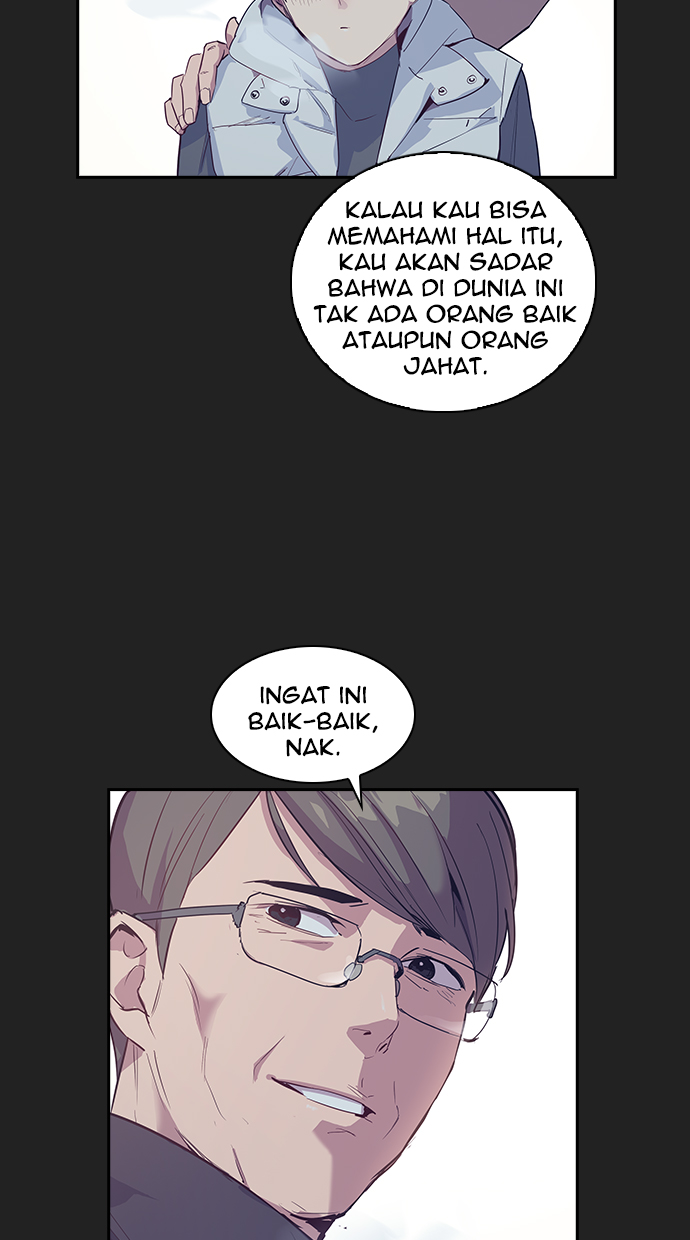 KALAU KAU BISA
MEMAHAMI HAL ITU,
KAU AKAN SADAR
BAHWA DI DUNIA INI
TAK ADA ORANG BAIK
ATAUPUN ORANG
JAHAT.
INGAT INI
BAIK-BAIK,
NAK.